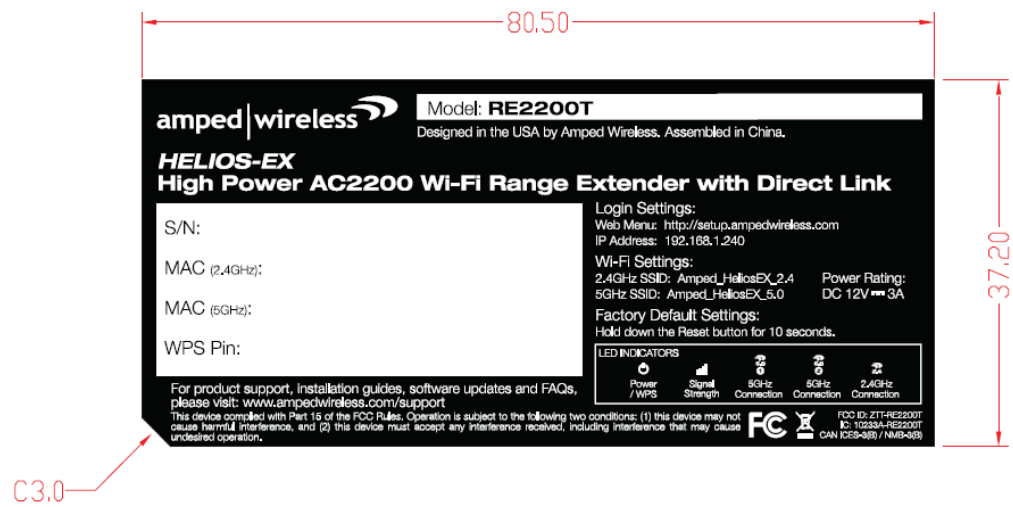 80.50
amped wireless
Model: RE2200T
Designed in the USA by Amped Wireless. Assembled in China.
HELIOS-EX
High Power AC2200 Wi-Fi Range Extender with Direct Link
S/N:
MAC (2.4GHz):
MAC (5GHz):
WPS Pin:
Login Settings:
Web Menu: http://setup.ampedwireless.com
IP Address: 192.168.1.240
Wi-Fi Settings:
2.4GHz SSID: Amped_HeliosEX_2.4
5GHz SSID: Amped_HeliosEX_5.0
Power Rating:
DC 12V 3A
Factory Default Settings:
Hold down the Reset button for 10 seconds.
LED INDICATORS
Power / WPS
Signal Strength
5GHz Connection
5GHz Connection
2.4GHz Connection
37.20
For product support, installation guides, software updates and FAQs,
please visit: www.ampedwireless.com/support
This device complied with Part 15 of the FCC Rules. Operation is subject to the following two conditions: (1) this device may not
cause harmful interference, and (2) this device must accept any interference received, including interference that may cause
undesired operation.
FC
FCC ID: ZTT-RE2200T
IC: 10233A-RE2200T
CAN ICES-3(B) / NMB-3(B)
C3.0